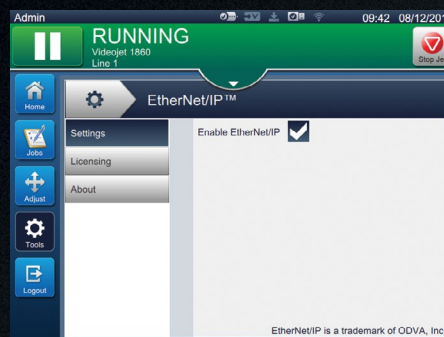 Admin
09:42 08/12/201
RUNNING
Videojet 1860
Line 1
Stop Je
EtherNet/IP™
Home
Jobs
Adjust
Tools
Logout
Settings
Licensing
About
Enable EtherNet/IP
EtherNet/IP is a trademark of ODVA, Inc